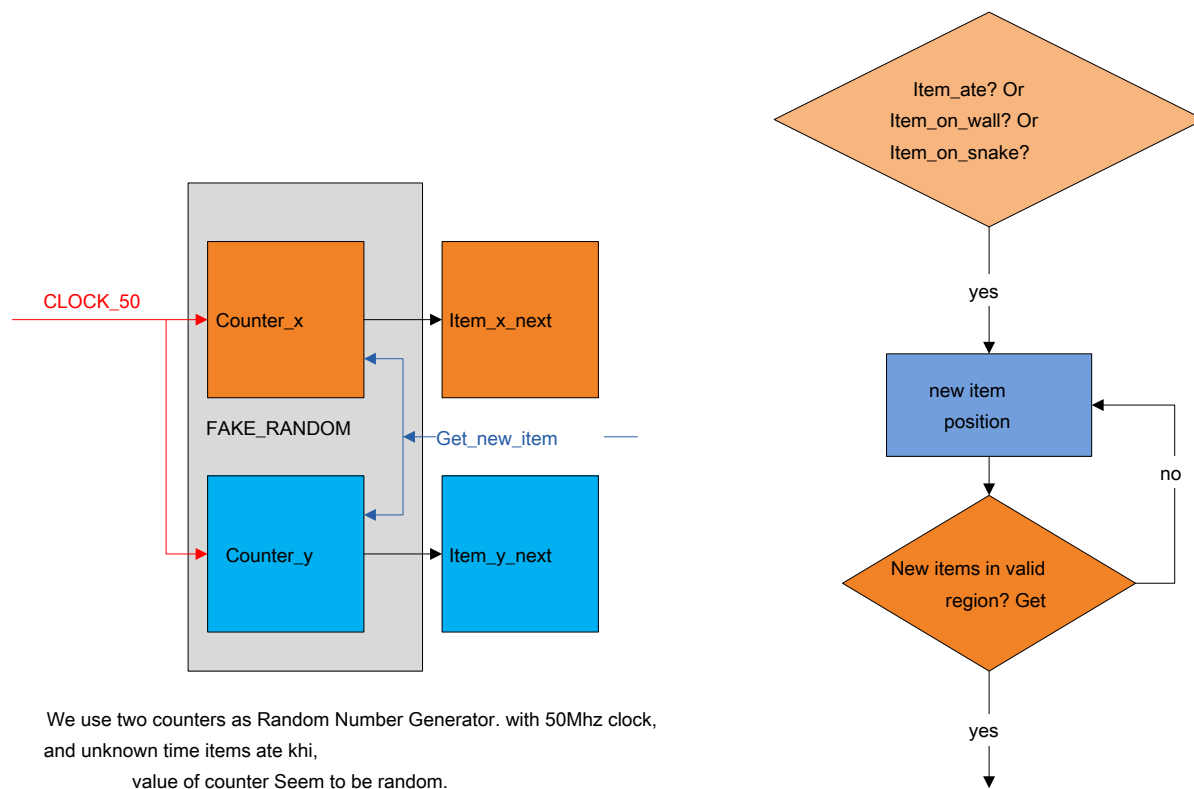 CLOCK_50
Counter_x
Item_x_next
FAKE_RANDOM
Get_new_item
Counter_y
Item_y_next
We use two counters as Random Number Generator. with 50Mhz clock,
and unknown time items ate khi,
value of counter Seem to be random.
Item_ate? Or
Item_on_wall? Or
Item_on_snake?
yes
new item
position
no
New items in valid
region? Get
yes